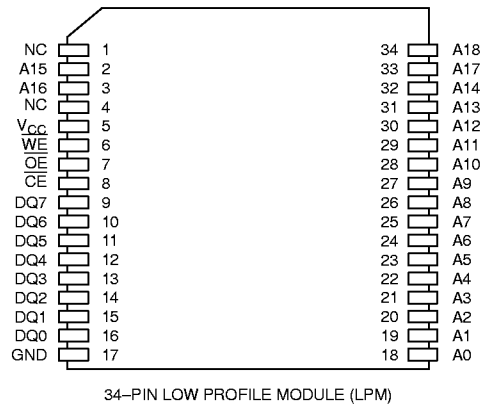 NC 1 34 A18
A15 2 33 A17
A16 3 32 A14
NC 4 31 A13
VCC 5 30 A12
WE 6 29 A11
OE 7 28 A10
CE 8 27 A9
DQ7 9 26 A8
DQ6 10 25 A7
DQ5 11 24 A6
DQ4 12 23 A5
DQ3 13 22 A4
DQ2 14 21 A3
DQ1 15 20 A2
DQ0 16 19 A1
GND 17 18 A0
34–PIN LOW PROFILE MODULE (LPM)